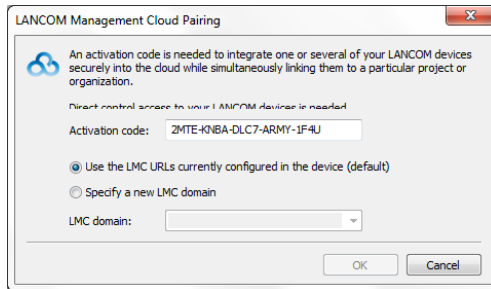 LANCOM Management Cloud Pairing
An activation code is needed to integrate one or several of your LANCOM devices
securely into the cloud while simultaneously linking them to a particular project or
organization.
Direct control access to your LANCOM devices is needed
Activation code: 2MTE-KNBA-DLC7-ARMY-1F4U
Use the LMC URLs currently configured in the device (default)
Specify a new LMC domain
LMC domain:
OK Cancel